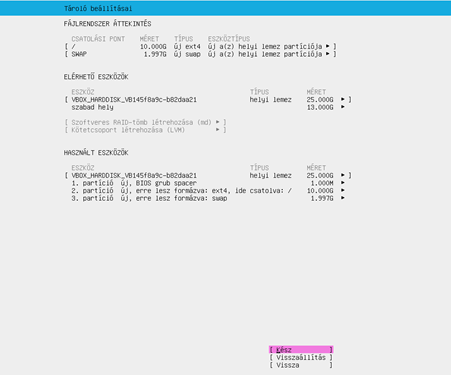 Tároló beállításai
FÁJLRENDSZER ÁTTEKINTÉS
CSATOLÁSI PONT MÉRET TÍPUS ESZKÖZTÍPUS
[ / 10.000G új ext4 új a(z) helyi lemez partíciója ▸ ]
[ SWAP 1.997G új swap új a(z) helyi lemez partíciója ▸ ]
ELÉRHETŐ ESZKÖZÖK
ESZKÖZ TÍPUS MÉRET
[ VBOX_HARDDISK_VB145f8a9c-b82daa21 helyi lemez 25.000G ▸ ]
szabad hely 13.000G ▸
[ Szoftveres RAID-tömb létrehozása (md) ▸ ]
[ Kötetcsoport létrehozása (LVM) ▸ ]
HASZNÁLT ESZKÖZÖK
ESZKÖZ TÍPUS MÉRET
[ VBOX_HARDDISK_VB145f8a9c-b82daa21 helyi lemez 25.000G ▸ ]
1. partíció új, BIOS grub spacer 1.000M ▸
2. partíció új, erre lesz formázva: ext4, ide csatolva: / 10.000G ▸
3. partíció új, erre lesz formázva: swap 1.997G ▸
[ Kész ]
[ Visszaállítás ]
[ Vissza ]